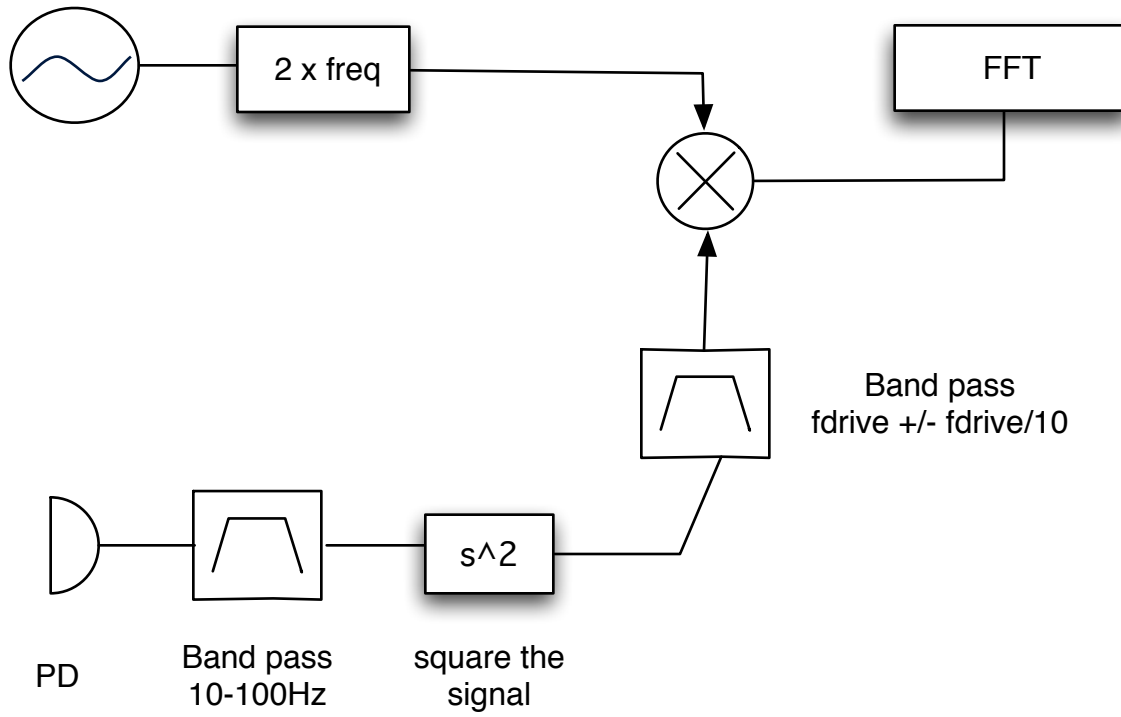 2 x freq
FFT
Band pass
fdrive +/- fdrive/10
s^2
PD
Band pass
10-100Hz
square the
signal